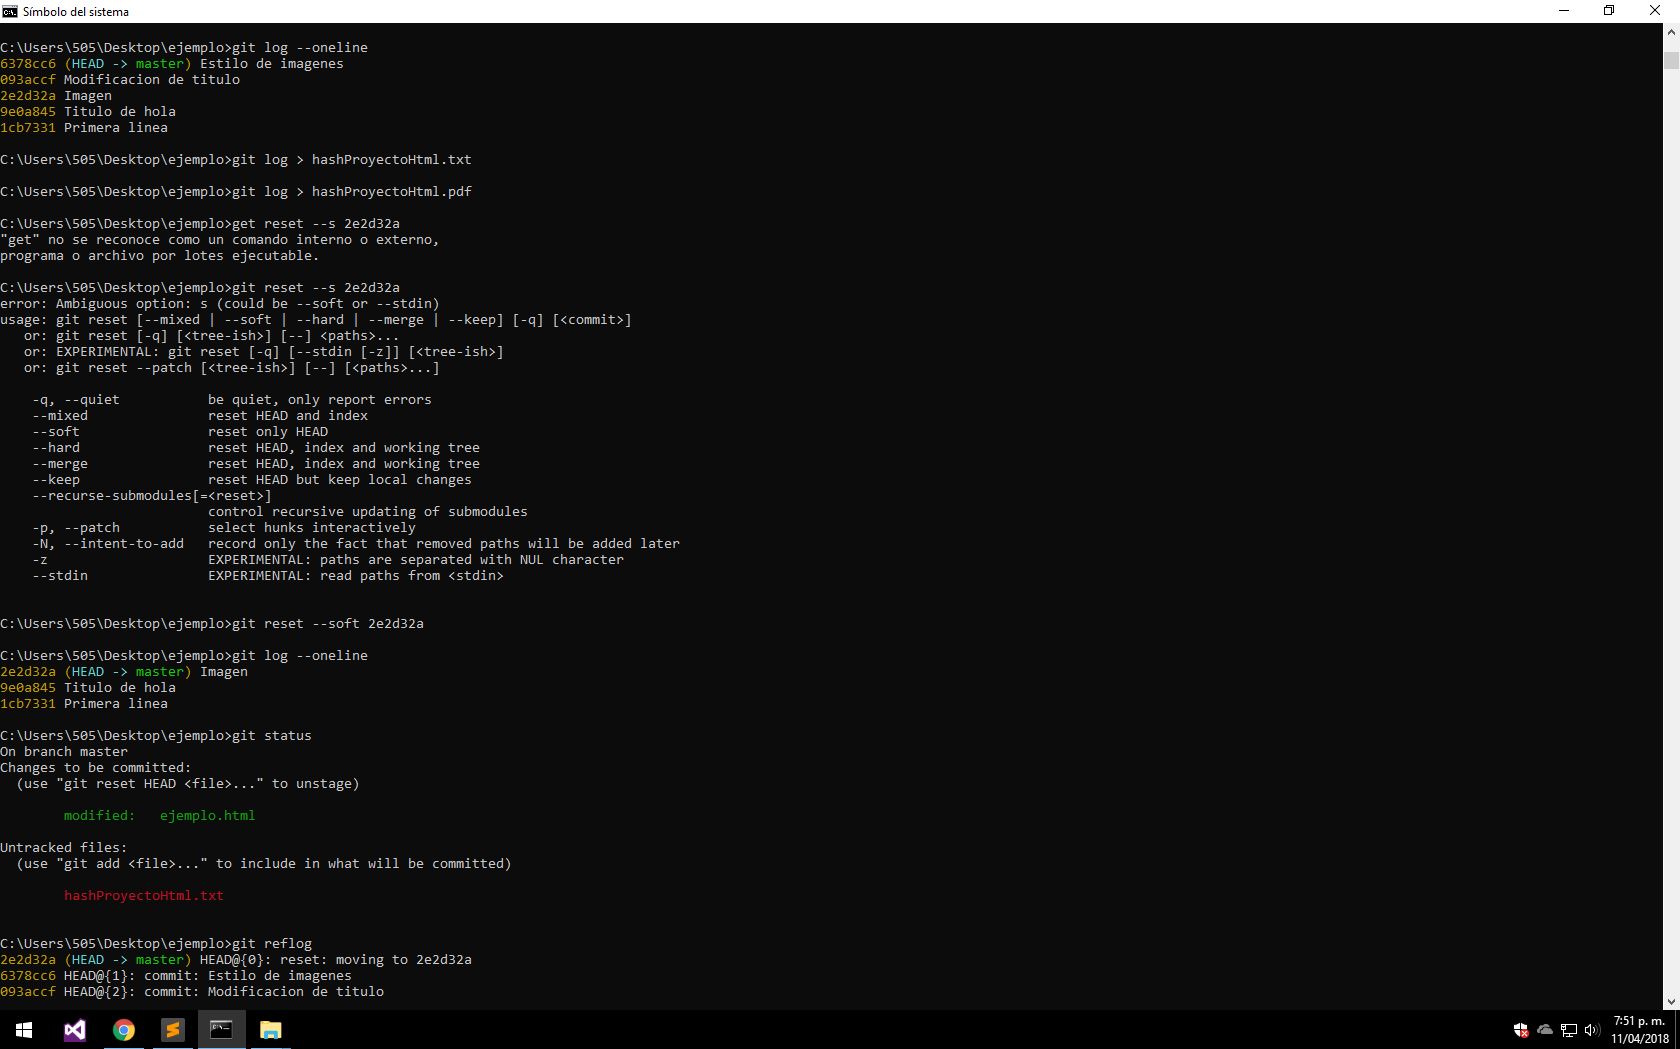 Símbolo del sistema
C:\Users\505\Desktop\ejemplo>git log --oneline
6378cc6 (HEAD -> master) Estilo de imagenes
093accf Modificacion de titulo
2e2d32a Imagen
9e0a845 Titulo de hola
1cb7331 Primera linea
C:\Users\505\Desktop\ejemplo>git log > hashProyectoHtml.txt
C:\Users\505\Desktop\ejemplo>git log > hashProyectoHtml.pdf
C:\Users\505\Desktop\ejemplo>get reset --s 2e2d32a
"get" no se reconoce como un comando interno o externo,
programa o archivo por lotes ejecutable.
C:\Users\505\Desktop\ejemplo>git reset --s 2e2d32a
error: Ambiguous option: s (could be --soft or --stdin)
usage: git reset [--mixed | --soft | --hard | --merge | --keep] [-q] [<commit>]
   or: git reset [-q] [<tree-ish>] [--] <paths>...
   or: EXPERIMENTAL: git reset [-q] [--stdin [-z]] [<tree-ish>]
   or: git reset --patch [<tree-ish>] [--] [<paths>...]
    -q, --quiet           be quiet, only report errors
    --mixed               reset HEAD and index
    --soft                reset only HEAD
    --hard                reset HEAD, index and working tree
    --merge               reset HEAD, index and working tree
    --keep                reset HEAD but keep local changes
    --recurse-submodules[=<reset>]
                          control recursive updating of submodules
    -p, --patch           select hunks interactively
    -N, --intent-to-add   record only the fact that removed paths will be added later
    -z                    EXPERIMENTAL: paths are separated with NUL character
    --stdin               EXPERIMENTAL: read paths from <stdin>
C:\Users\505\Desktop\ejemplo>git reset --soft 2e2d32a
C:\Users\505\Desktop\ejemplo>git log --oneline
2e2d32a (HEAD -> master) Imagen
9e0a845 Titulo de hola
1cb7331 Primera linea
C:\Users\505\Desktop\ejemplo>git status
On branch master
Changes to be committed:
  (use "git reset HEAD <file>..." to unstage)
        modified:   ejemplo.html
Untracked files:
  (use "git add <file>..." to include in what will be committed)
        hashProyectoHtml.txt
C:\Users\505\Desktop\ejemplo>git reflog
2e2d32a (HEAD -> master) HEAD@{0}: reset: moving to 2e2d32a
6378cc6 HEAD@{1}: commit: Estilo de imagenes
093accf HEAD@{2}: commit: Modificacion de titulo
7:51 p. m.
11/04/2018